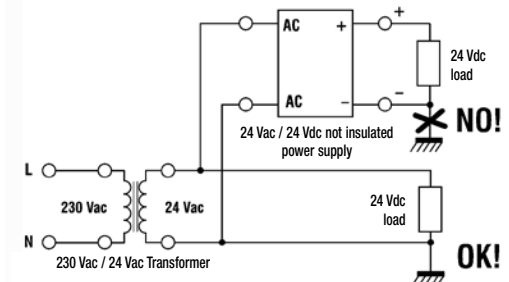 AC
+
+
24 Vdc
load
AC
−
−
24 Vac / 24 Vdc not insulated
power supply
NO!
L
230 Vac
24 Vac
24 Vdc
load
N
230 Vac / 24 Vac Transformer
OK!